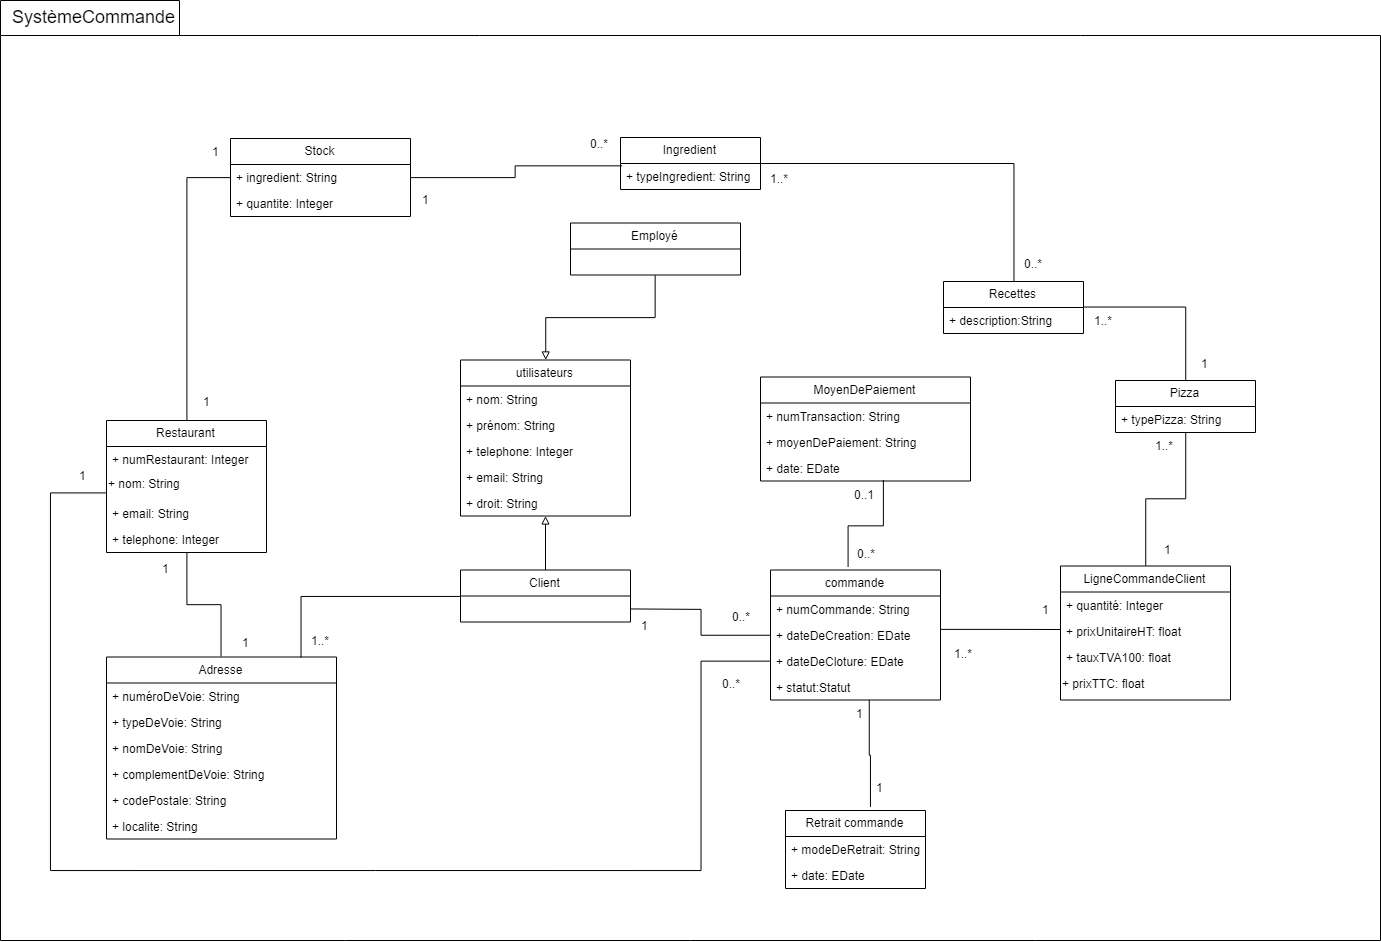 SystèmeCommande
1
Stock
+ ingredient: String
+ quantite: Integer
1
0..*
Ingredient
+ typeIngredient: String
1..*
Employé
0..*
Recettes
+ description:String
1..*
1
Pizza
+ typePizza: String
1..*
utilisateurs
+ nom: String
+ prénom: String
+ telephone: Integer
+ email: String
+ droit: String
MoyenDePaiement
+ numTransaction: String
+ moyenDePaiement: String
+ date: EDate
0..1
0..*
1
Restaurant
+ numRestaurant: Integer
+ nom: String
+ email: String
+ telephone: Integer
1
1
1
Client
1
1..*
0..*
commande
+ numCommande: String
+ dateDeCreation: EDate
+ dateDeCloture: EDate
+ statut:Statut
0..*
1
1..*
1
1
LigneCommandeClient
+ quantité: Integer
+ prixUnitaireHT: float
+ tauxTVA100: float
+ prixTTC: float
Adresse
+ numéroDeVoie: String
+ typeDeVoie: String
+ nomDeVoie: String
+ complementDeVoie: String
+ codePostale: String
+ localite: String
1
Retrait commande
+ modeDeRetrait: String
+ date: EDate